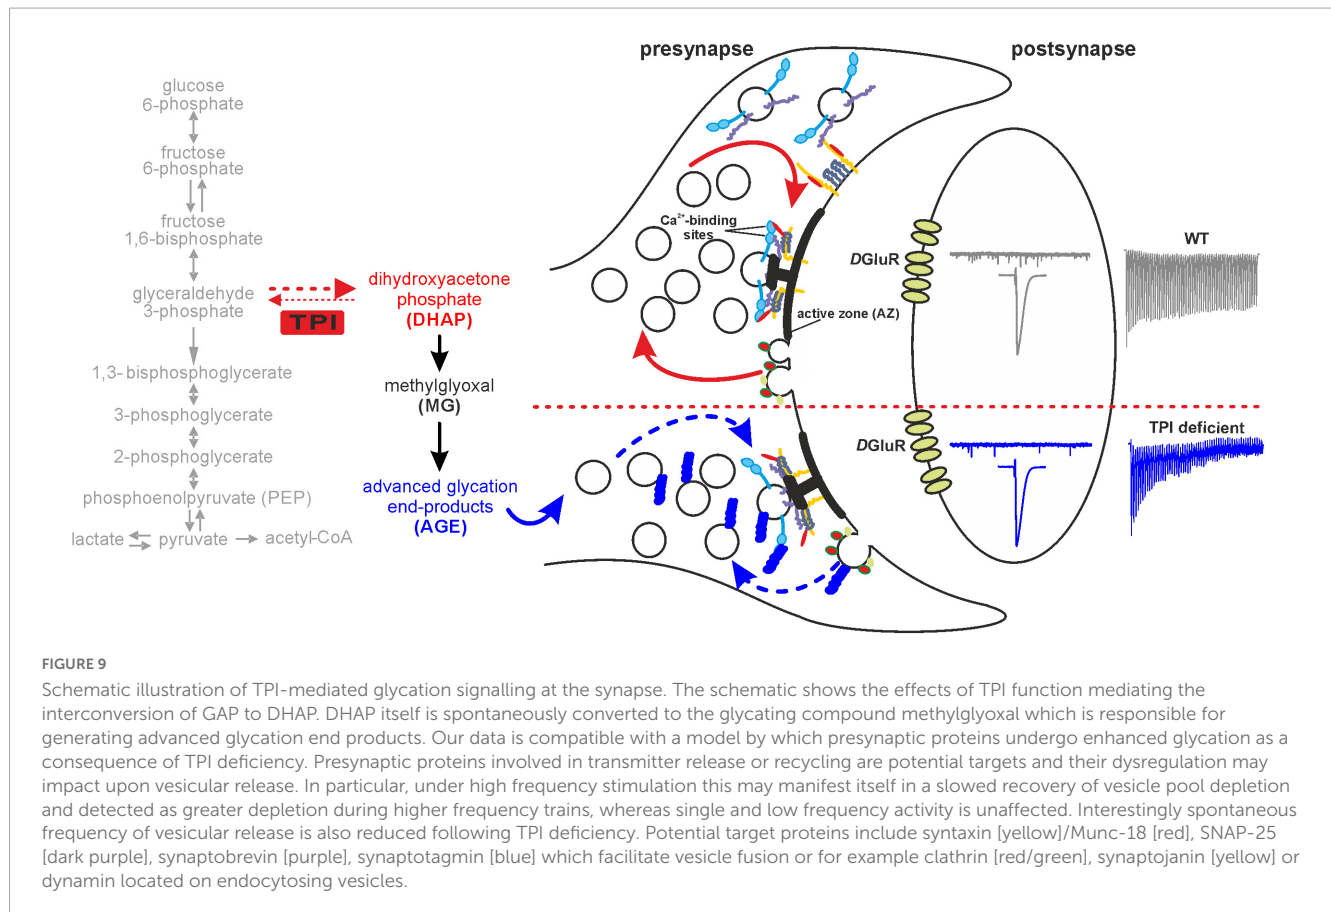 presynapse
postsynapse
glucose
6-phosphate
fructose
6-phosphate
fructose
1,6-bisphosphate
glyceraldehyde
3-phosphate
TPI
dihydroxyacetone
phosphate
(DHAP)
1,3- bisphosphoglycerate
methylglyoxal
(MG)
3-phosphoglycerate
2-phosphoglycerate
phosphoenolpyruvate (PEP)
advanced glycation
end-products
(AGE)
lactate
pyruvate
acetyl-CoA
Ca²⁺-binding
sites
active zone (AZ)
DGluR
WT
DGluR
TPI deficient
FIGURE 9
Schematic illustration of TPI-mediated glycation signalling at the synapse. The schematic shows the effects of TPI function mediating the
interconversion of GAP to DHAP. DHAP itself is spontaneously converted to the glycating compound methylglyoxal which is responsible for
generating advanced glycation end products. Our data is compatible with a model by which presynaptic proteins undergo enhanced glycation as a
consequence of TPI deficiency. Presynaptic proteins involved in transmitter release or recycling are potential targets and their dysregulation may
impact upon vesicular release. In particular, under high frequency stimulation this may manifest itself in a slowed recovery of vesicle pool depletion
and detected as greater depletion during higher frequency trains, whereas single and low frequency activity is unaffected. Interestingly spontaneous
frequency of vesicular release is also reduced following TPI deficiency. Potential target proteins include syntaxin [yellow]/Munc-18 [red], SNAP-25
[dark purple], synaptobrevin [purple], synaptotagmin [blue] which facilitate vesicle fusion or for example clathrin [red/green], synaptojanin [yellow] or
dynamin located on endocytosing vesicles.